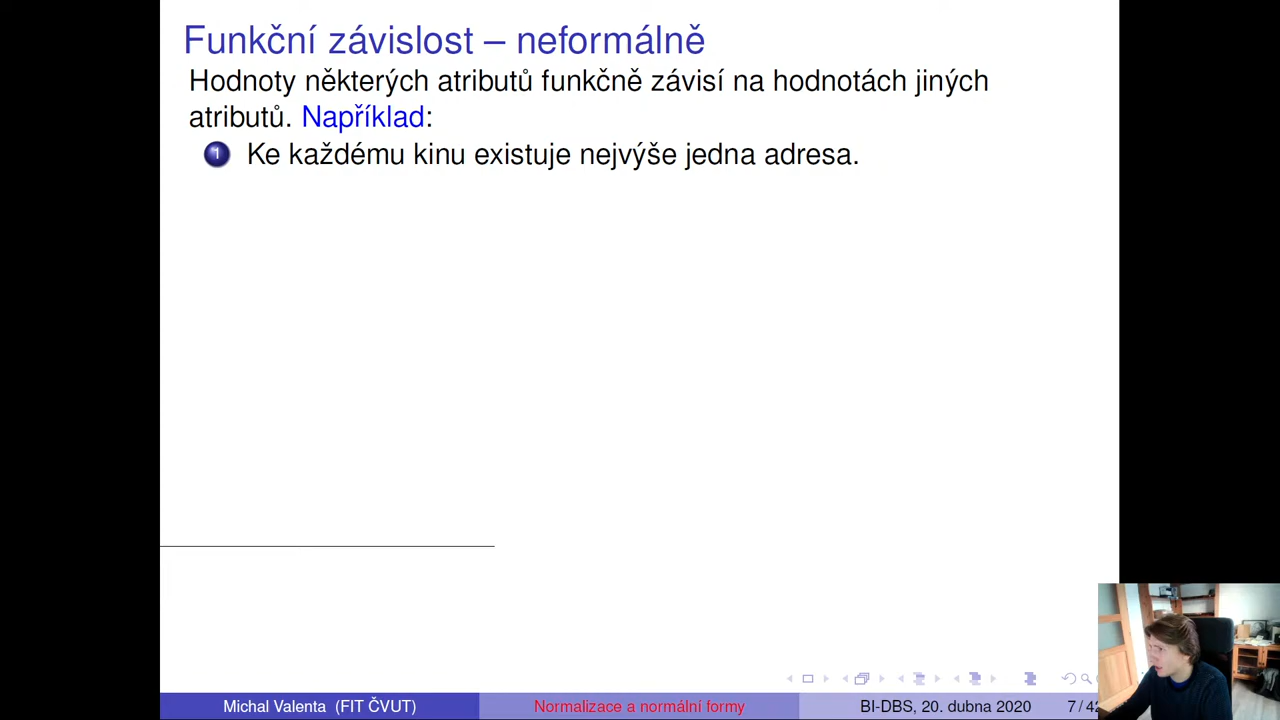 Funkční závislost – neformálně
Hodnoty některých atributů funkčně závisí na hodnotách jiných
atributů. Například:
1 Ke každému kinu existuje nejvýše jedna adresa.
Michal Valenta (FIT ČVUT) Normalizace a normální formy BI-DBS, 20. dubna 2020 7 / 42